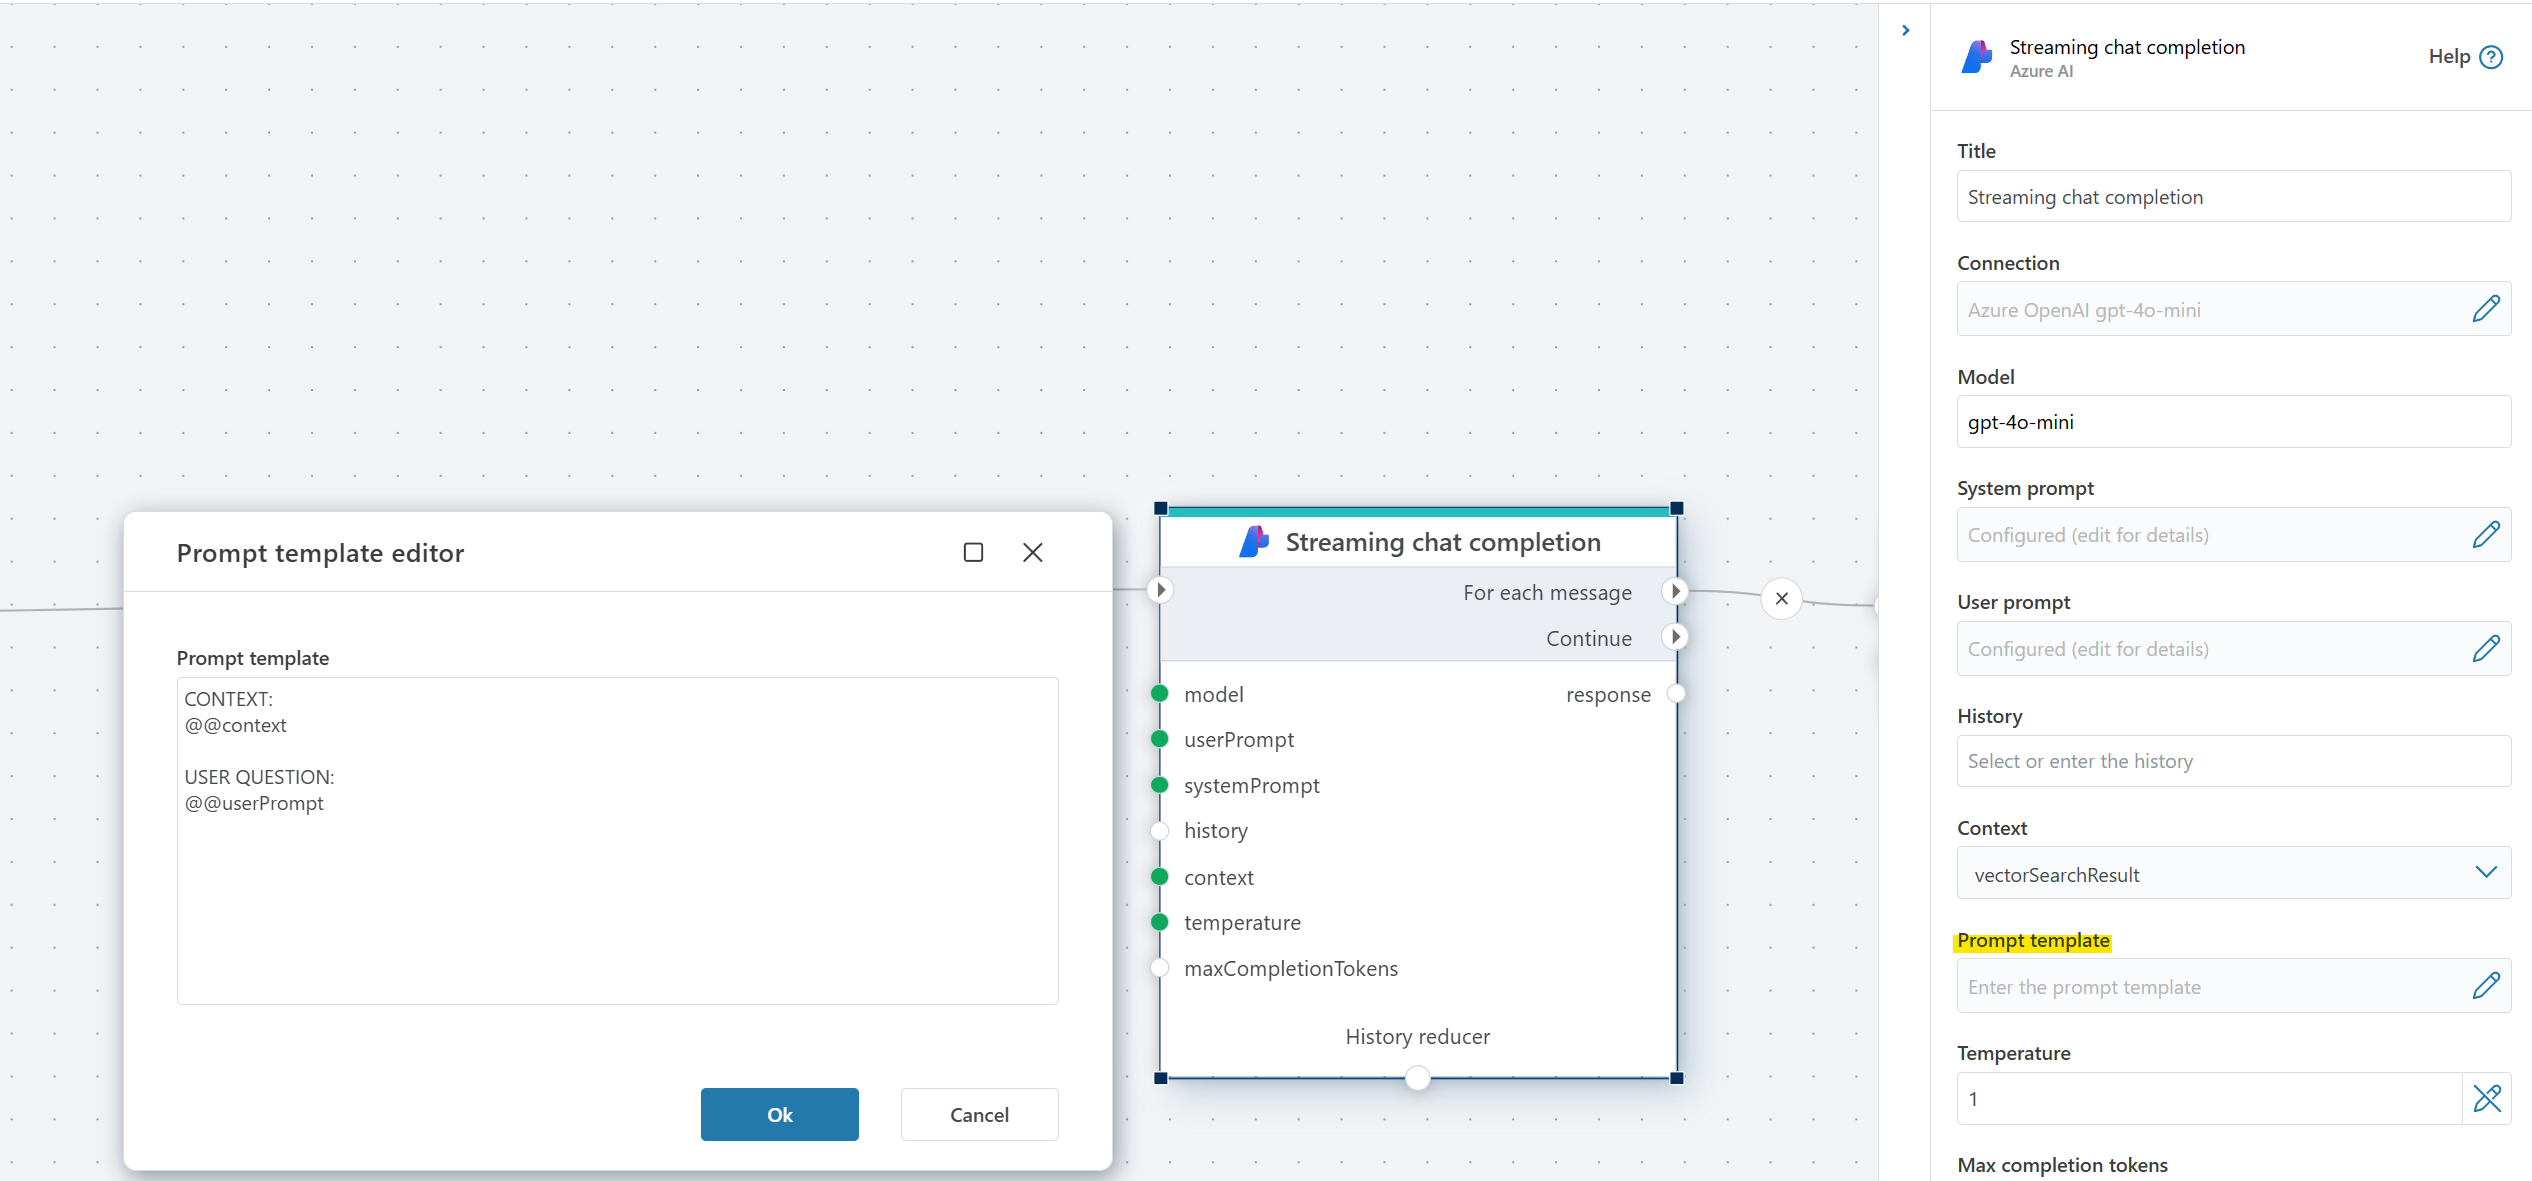 Prompt template editor
Prompt template
CONTEXT:
@@context
USER QUESTION:
@@userPrompt
Ok
Cancel
Streaming chat completion
For each message
Continue
model
response
userPrompt
systemPrompt
history
context
temperature
maxCompletionTokens
History reducer
Streaming chat completion
Azure AI
Help
Title
Streaming chat completion
Connection
Azure OpenAI gpt-4o-mini
Model
gpt-4o-mini
System prompt
Configured (edit for details)
User prompt
Configured (edit for details)
History
Select or enter the history
Context
vectorSearchResult
Prompt template
Enter the prompt template
Temperature
1
Max completion tokens